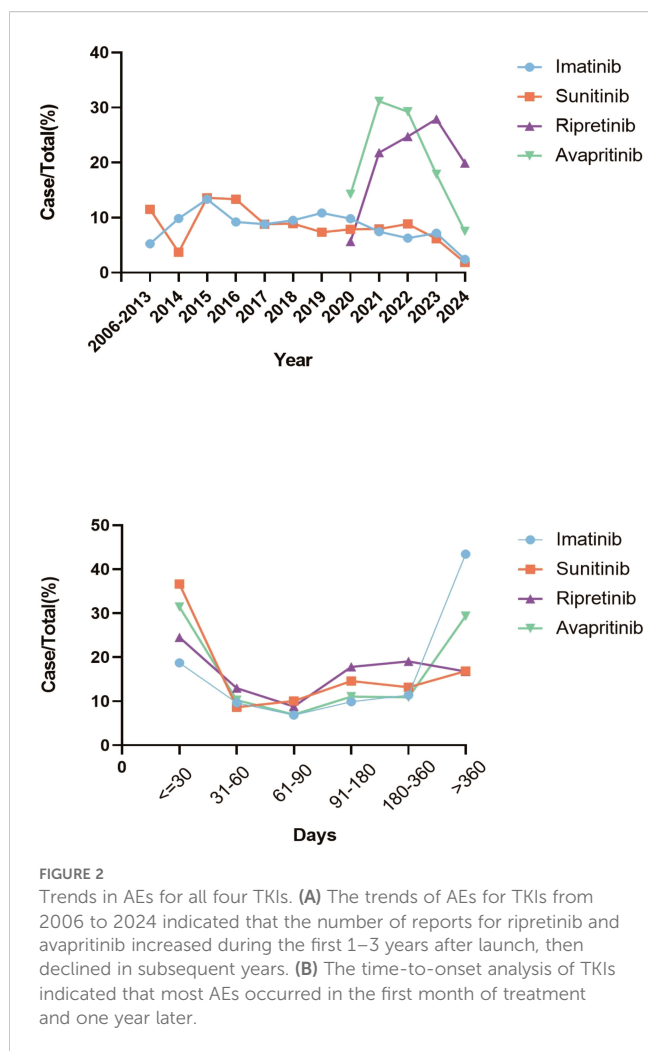 40
30
20
10
0
Case/Total(%)
2006-2013
2014
2015
2016
2017
2018
2019
2020
2021
2022
2023
2024
Year
Imatinib
Sunitinib
Ripretinib
Avapritinib
50
40
30
20
10
0
Case/Total(%)
0
<=30
31-60
61-90
91-180
180-360
>360
Days
Imatinib
Sunitinib
Ripretinib
Avapritinib
FIGURE 2
Trends in AEs for all four TKIs. (A) The trends of AEs for TKIs from
2006 to 2024 indicated that the number of reports for ripretinib and
avapritinib increased during the first 1–3 years after launch, then
declined in subsequent years. (B) The time-to-onset analysis of TKIs
indicated that most AEs occurred in the first month of treatment
and one year later.